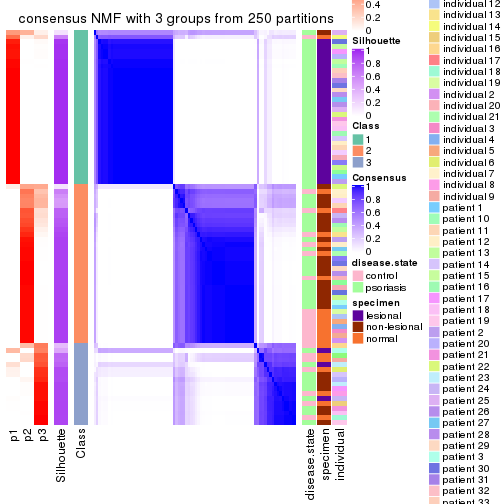 consensus NMF with 3 groups from 250 partitions
p1
p2
p3
Silhouette
Class
disease.state
specimen
individual
0.4
0.2
0
Silhouette
1
0.8
0.6
0.4
0.2
0
Class
1
2
3
Consensus
1
0.8
0.6
0.4
0.2
0
disease.state
control
psoriasis
specimen
lesional
non-lesional
normal
individual 12
individual 13
individual 14
individual 15
individual 16
individual 17
individual 18
individual 19
individual 2
individual 20
individual 21
individual 3
individual 4
individual 5
individual 6
individual 7
individual 8
individual 9
patient 1
patient 10
patient 11
patient 12
patient 13
patient 14
patient 15
patient 16
patient 17
patient 18
patient 19
patient 2
patient 20
patient 21
patient 22
patient 23
patient 24
patient 25
patient 26
patient 27
patient 28
patient 29
patient 3
patient 30
patient 31
patient 32
patient 33